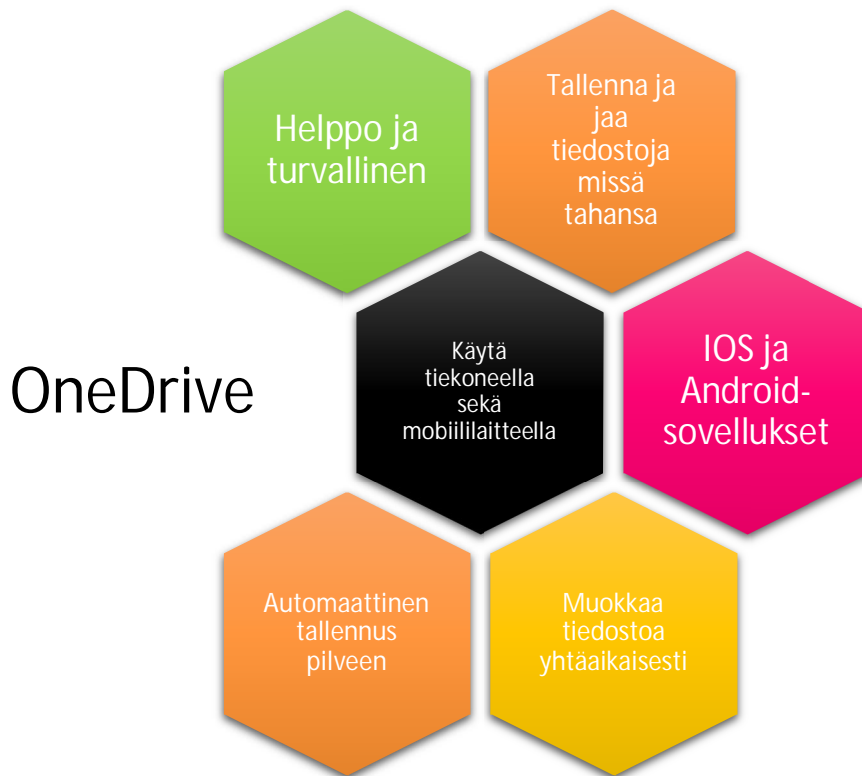 Helppo ja
turvallinen
Tallenna ja
jaa
tiedostoja
missä
tahansa
OneDrive
Käytä
tiekoneella
sekä
mobiililaitteella
IOS ja
Android-
sovellukset
Automaattinen
tallennus
pilveen
Muokkaa
tiedostoa
yhtäaikaisesti